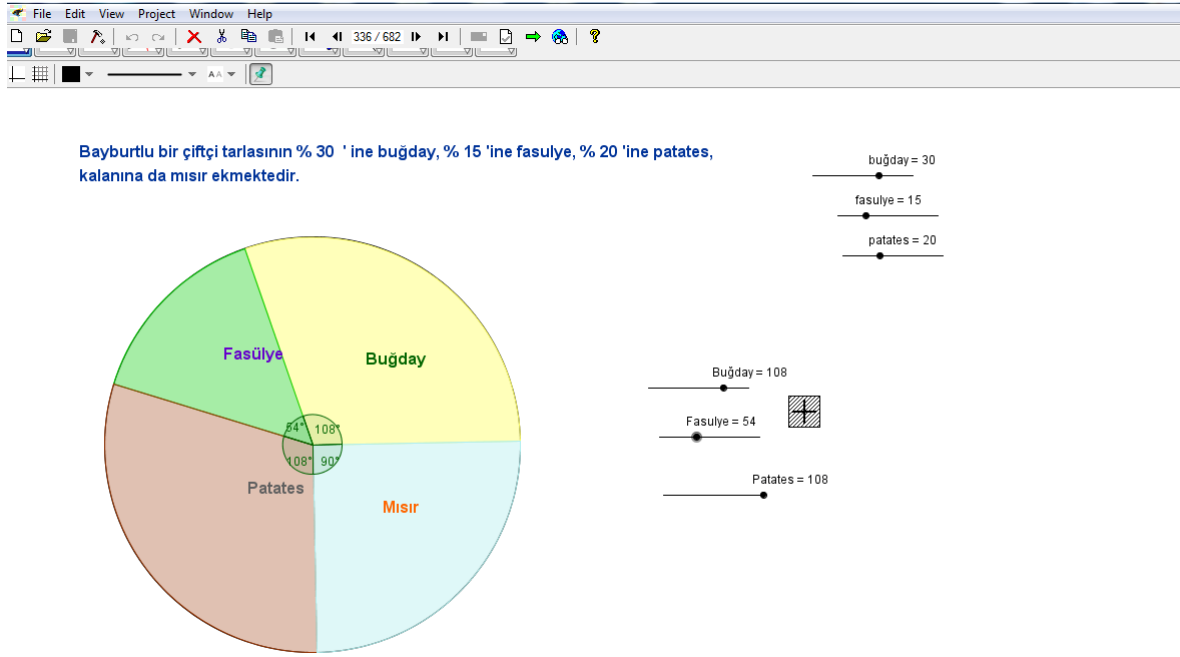 File Edit View Project Window Help
336 / 682
A A
Bayburtlu bir çiftçi tarlasının % 30 ' ine buğday, % 15 'ine fasulye, % 20 'ine patates,
kalanına da mısır ekmektedir.
buğday = 30
fasulye = 15
patates = 20
Fasülye
Buğday
54°
108°
108°
90°
Patates
Mısır
Buğday = 108
Fasulye = 54
Patates = 108